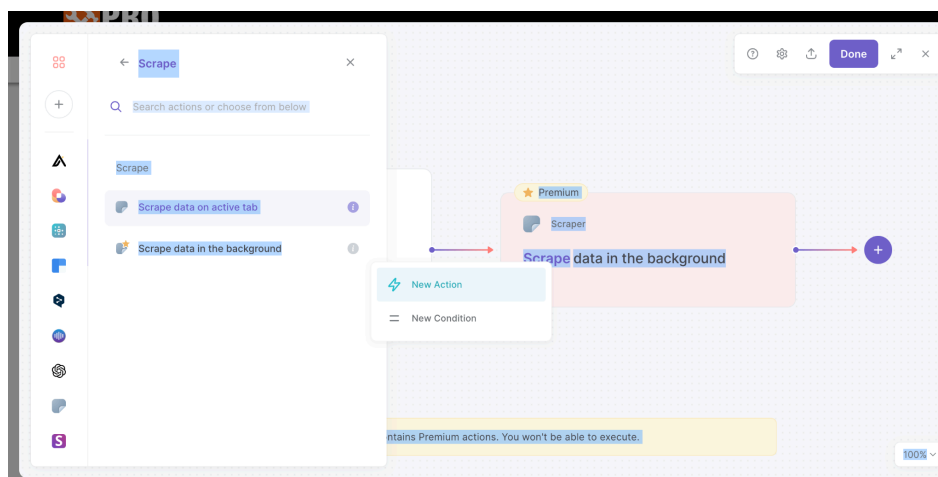 PRO
Scrape
Done
Search actions or choose from below
Scrape
Scrape data on active tab
Scrape data in the background
Premium
Scraper
Scrape data in the background
New Action
New Condition
ntains Premium actions. You won't be able to execute.
100%